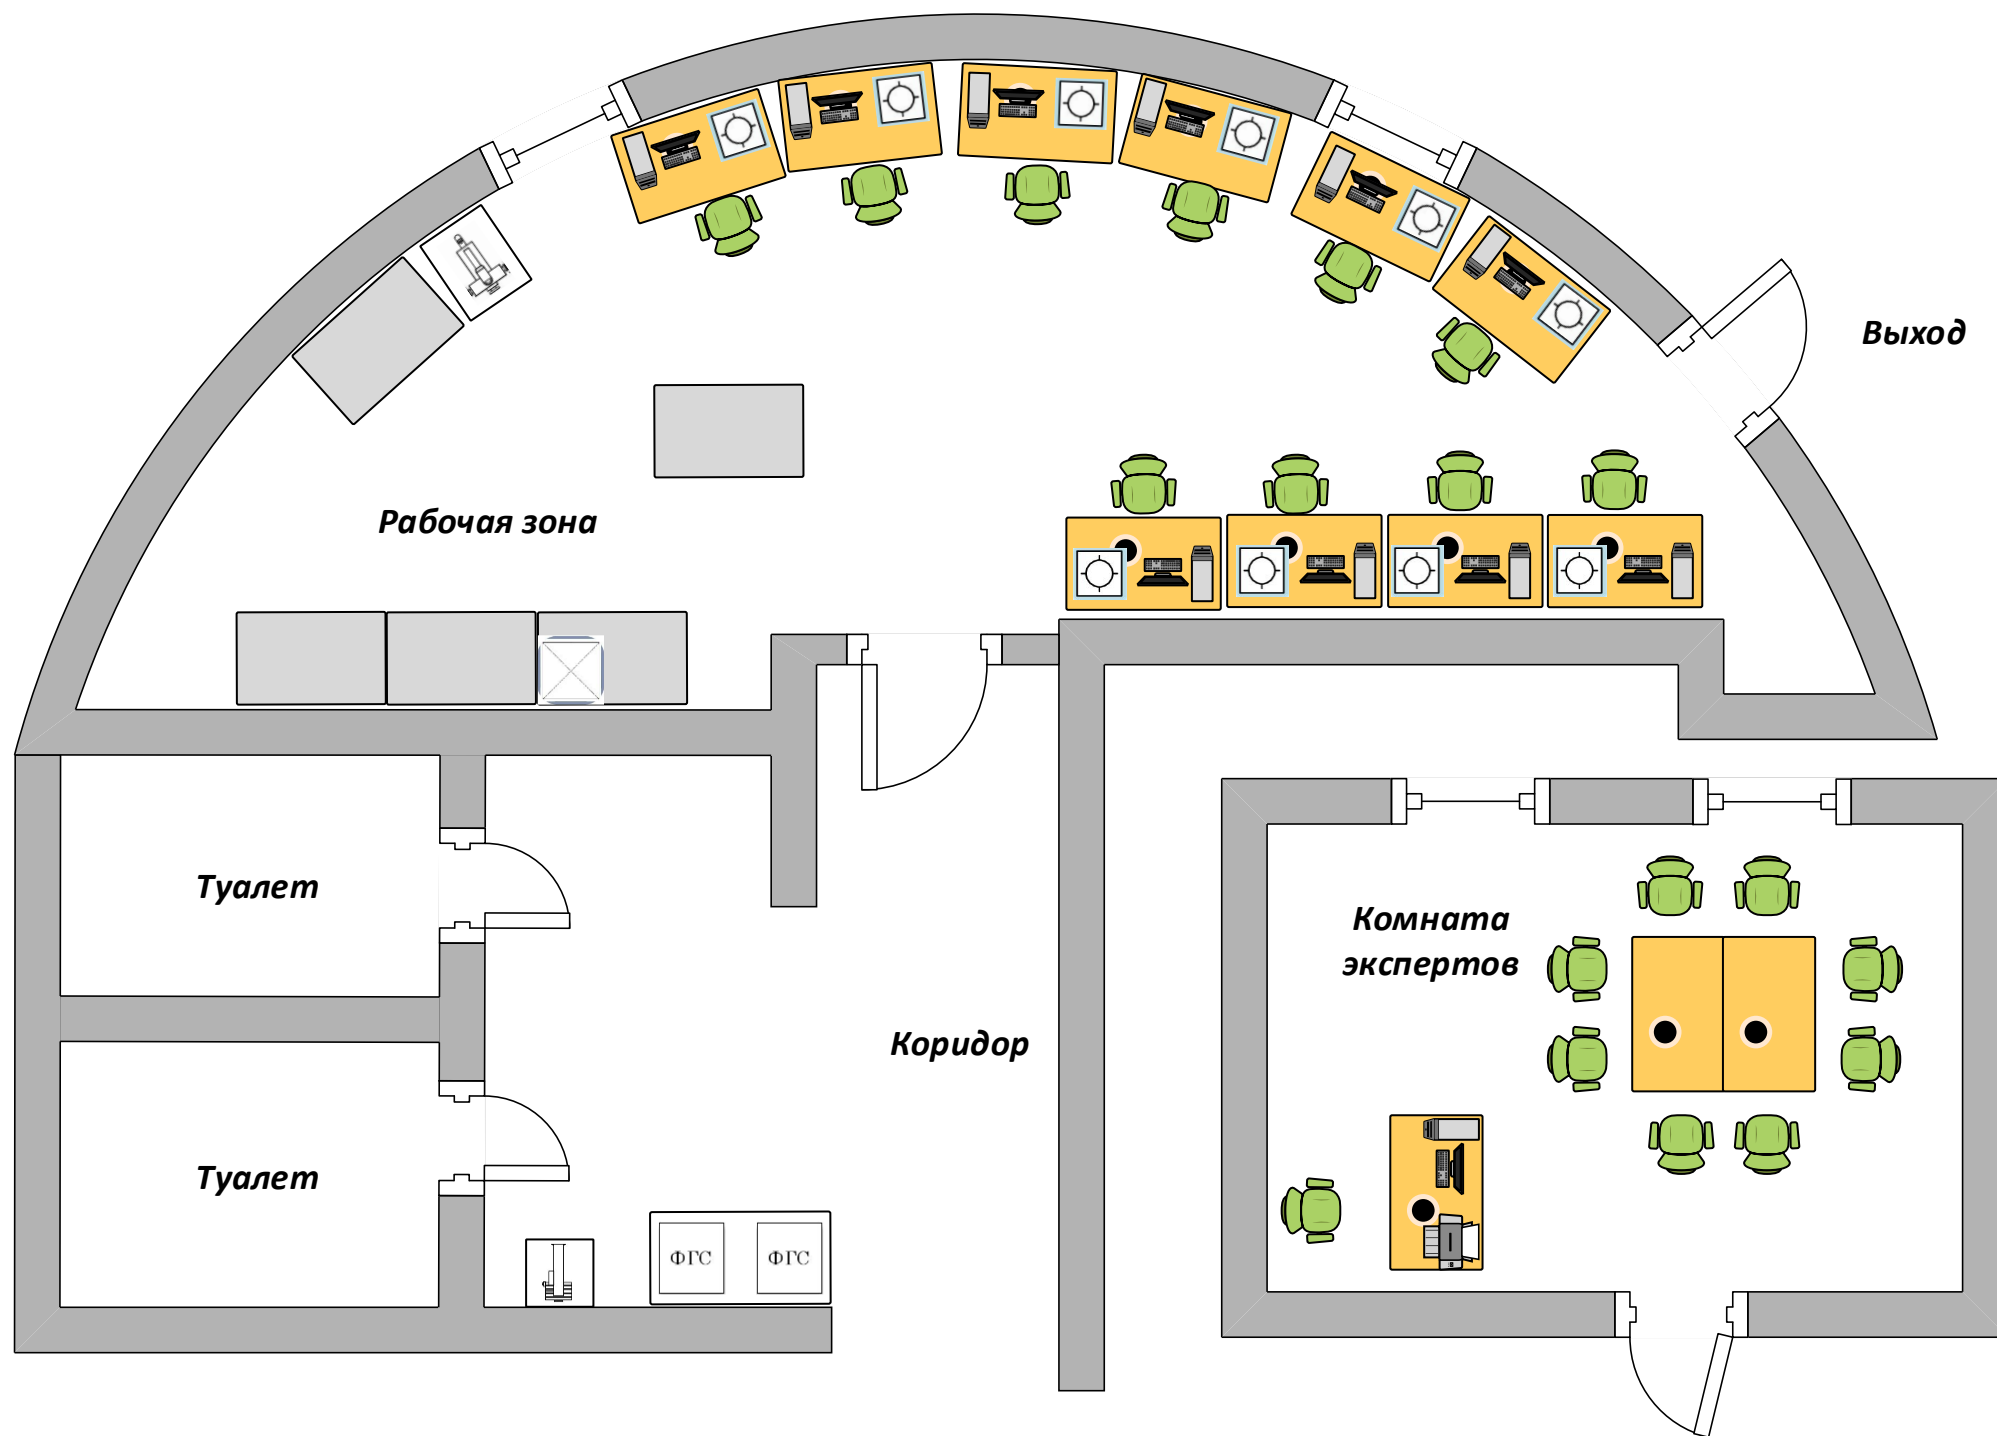 Выход
Рабочая зона
Туалет
Комната
экспертов
Коридор
Туалет
ФГС ФГС